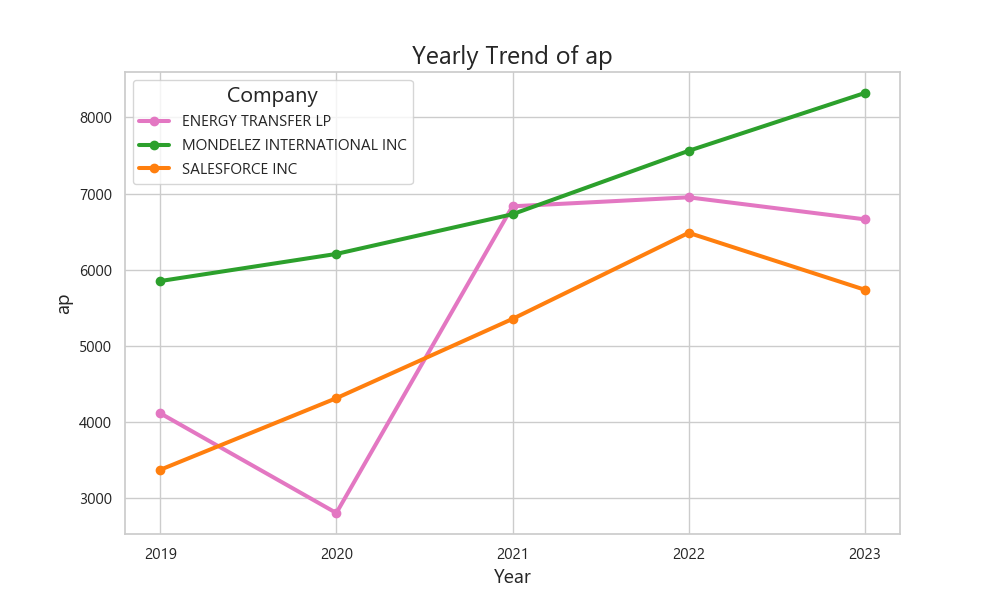 Yearly Trend of ap
Company
ENERGY TRANSFER LP
MONDELEZ INTERNATIONAL INC
SALESFORCE INC
8000
7000
6000
5000
4000
3000
ap
2019 2020 2021 2022 2023
Year